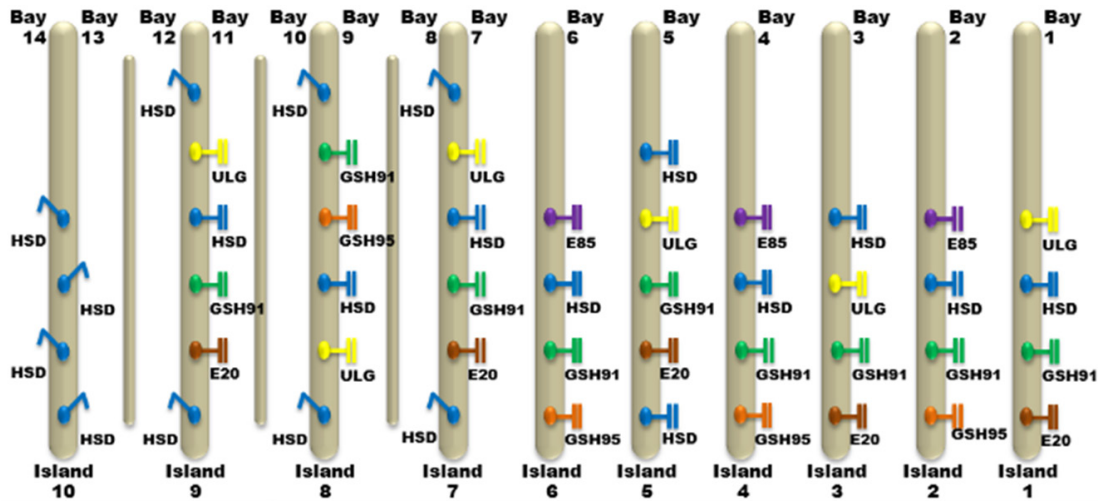 Bay Bay Bay Bay Bay Bay Bay Bay Bay Bay Bay Bay Bay Bay
14 13 12 11 10 9 8 7 6 5 4 3 2 1
HSD HSD HSD
HSD
ULG GSH91 ULG
HSD HSD GSH95 HSD E85 ULG E84 HSD E85 ULG
HSD GSH91 HSD GSH91 HSD GSH91 HSD ULG HSD HSD
HSD E20 ULG E20 GSH91 E20 GSH91 GSH91 GSH91 GSH91
HSD HSD HSD HSD GSH95 HSD GSH95 E20 GSH95 E20
Island Island Island Island Island Island Island Island Island Island
10 9 8 7 6 5 4 3 2 1